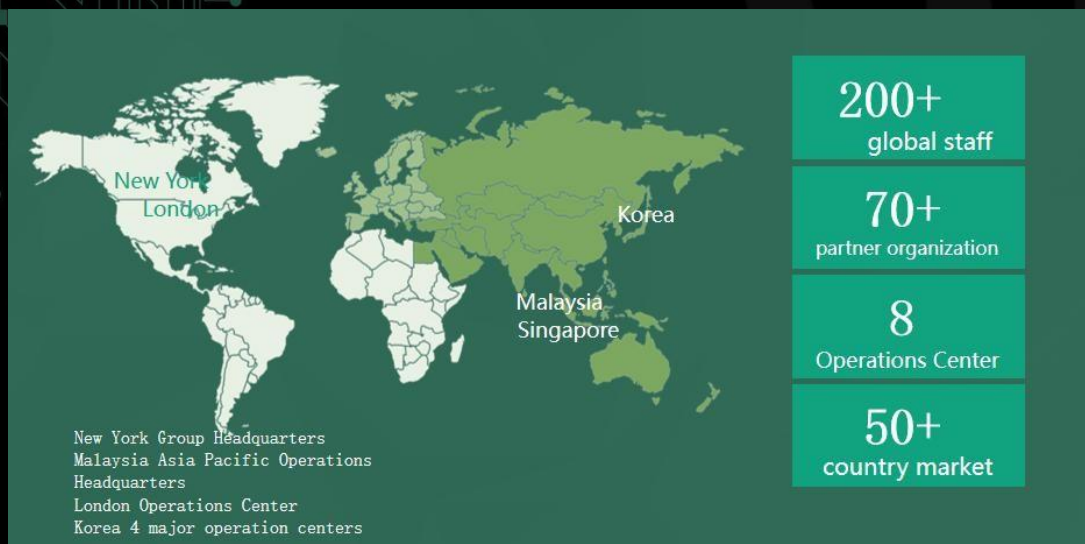 New York
London
Korea
Malaysia
Singapore
200+
global staff
70+
partner organization
8
Operations Center
50+
country market
New York Group Headquarters
Malaysia Asia Pacific Operations
Headquarters
London Operations Center
Korea 4 major operation centers